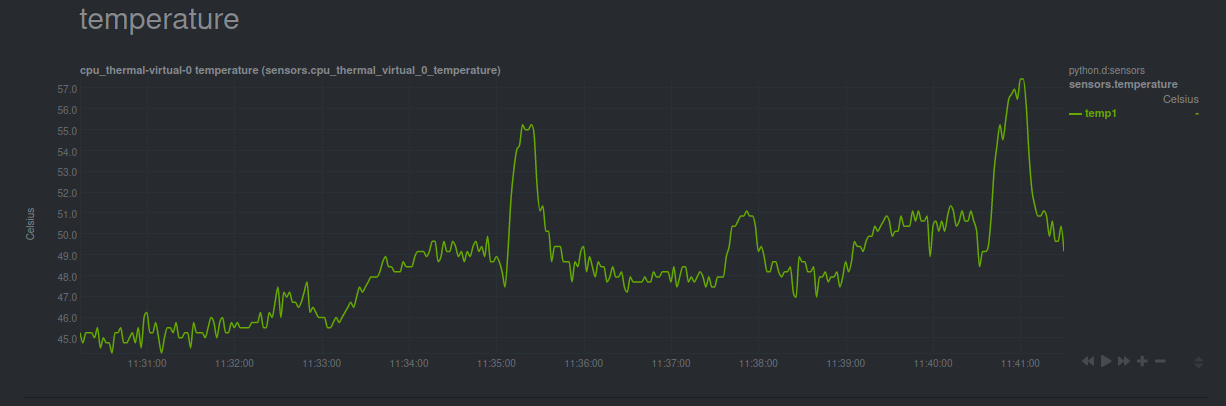 temperature
cpu_thermal-virtual-0 temperature (sensors.cpu_thermal_virtual_0_temperature)
python.d:sensors
sensors.temperature
Celsius
temp1 -
57.0
56.0
55.0
54.0
53.0
52.0
51.0
50.0
49.0
48.0
47.0
46.0
45.0
Celsius
11:31:00 11:32:00 11:33:00 11:34:00 11:35:00 11:36:00 11:37:00 11:38:00 11:39:00 11:40:00 11:41:00